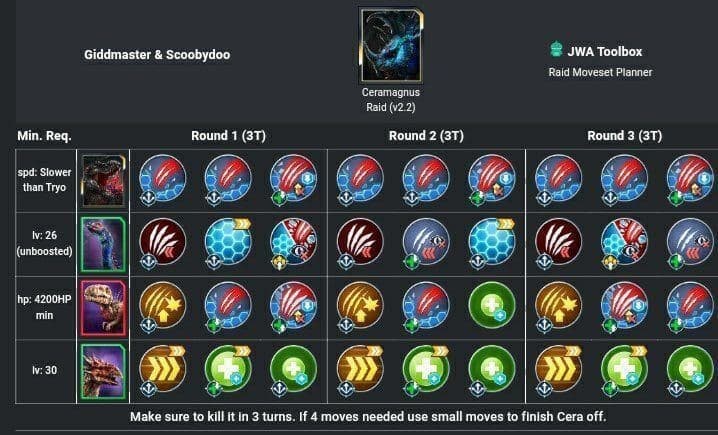 Giddmaster & Scoobydoo
Ceramagnus
Raid (v2.2)
JWA Toolbox
Raid Moveset Planner
Min. Req.
Round 1 (3T)
Round 2 (3T)
Round 3 (3T)
spd: Slower
than Tryo
lv: 26
(unboosted)
hp: 4200HP
min
lv: 30
Make sure to kill it in 3 turns. If 4 moves needed use small moves to finish Cera off.